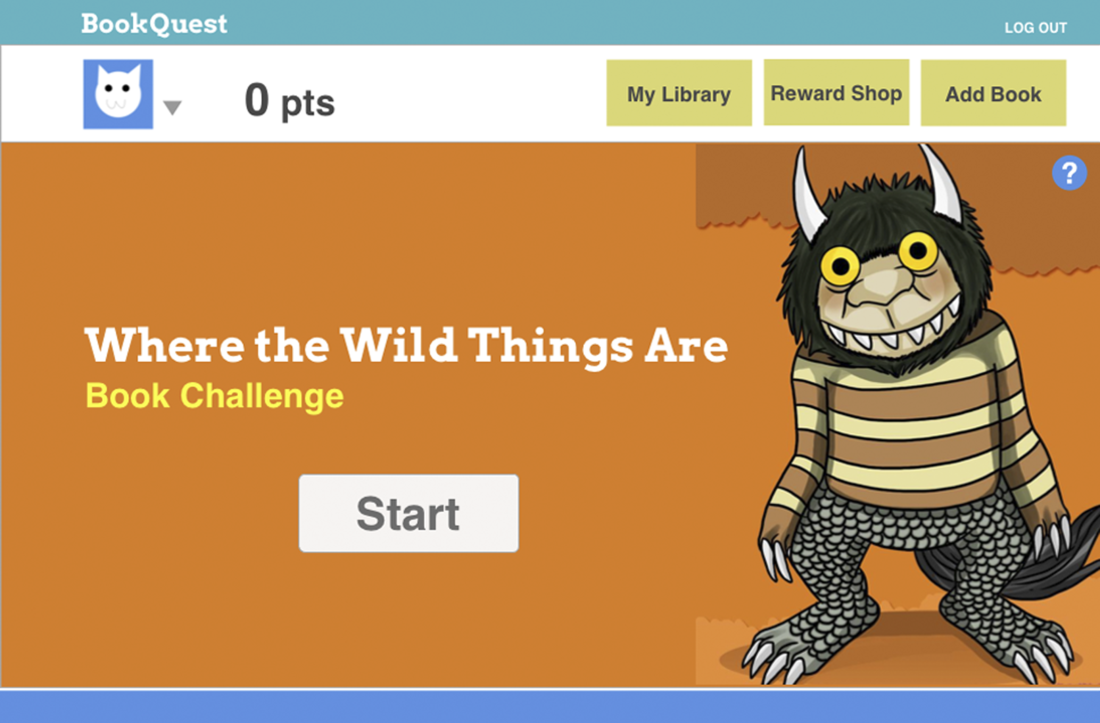 BookQuest
LOG OUT
0 pts
My Library
Reward Shop
Add Book
?
Where the Wild Things Are
Book Challenge
Start